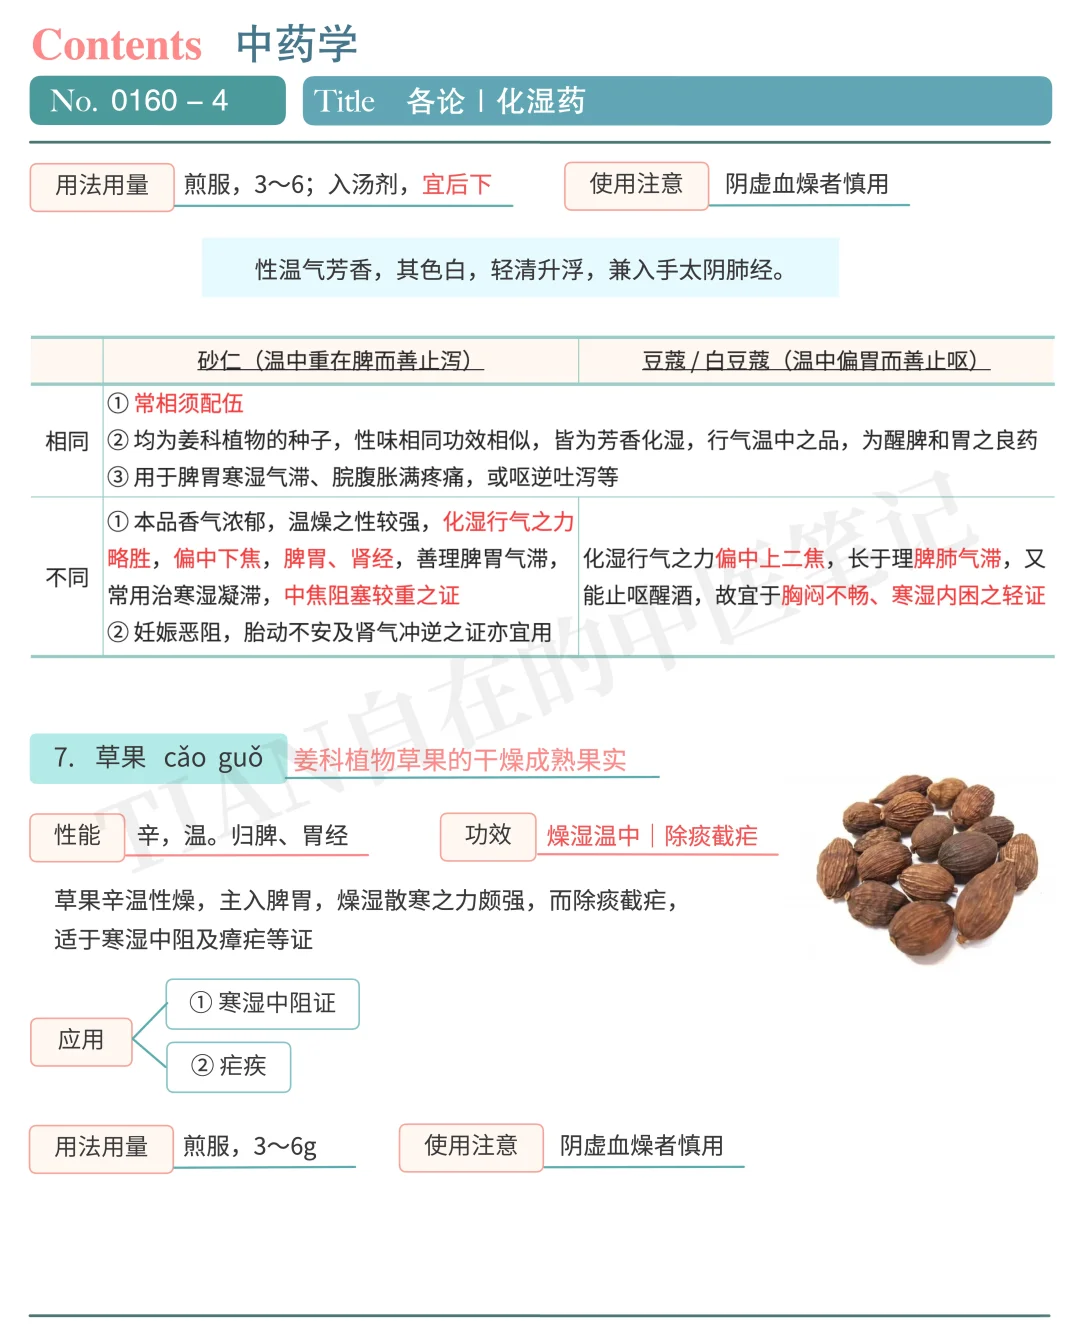 Contents 中药学
No. 0160 – 4
Title 各论 | 化湿药
用法用量 煎服，3～6；入汤剂，宜后下
使用注意 阴虚血燥者慎用
性温气芳香，其色白，轻清升浮，兼入手太阴肺经。
砂仁（温中重在脾而善止泻）
豆蔻 / 白豆蔻（温中偏胃而善止呕）
相同
① 常相须配伍
② 均为姜科植物的种子，性味相同功效相似，皆为芳香化湿，行气温中之品，为醒脾和胃之良药
③ 用于脾胃寒湿气滞、脘腹胀满疼痛，或呕逆吐泻等
不同
① 本品香气浓郁，温燥之性较强，化湿行气之力
略胜，偏中下焦，脾胃、肾经，善理脾胃气滞，
常用治寒湿凝滞，中焦阻塞较重之证
② 妊娠恶阻，胎动不安及肾气冲逆之证亦宜用
化湿行气之力偏中上二焦，长于理脾肺气滞，又
能止呕醒酒，故宜于胸闷不畅、寒湿内困之轻证
7. 草果 cǎo guǒ 姜科植物草果的干燥成熟果实
性能 辛，温。归脾、胃经
功效 燥湿温中｜除痰截疟
草果辛温性燥，主入脾胃，燥湿散寒之力颇强，而除痰截疟，
适于寒湿中阻及瘴疟等证
应用
① 寒湿中阻证
② 疟疾
用法用量 煎服，3～6g
使用注意 阴虚血燥者慎用
TIAN自在的中医笔记